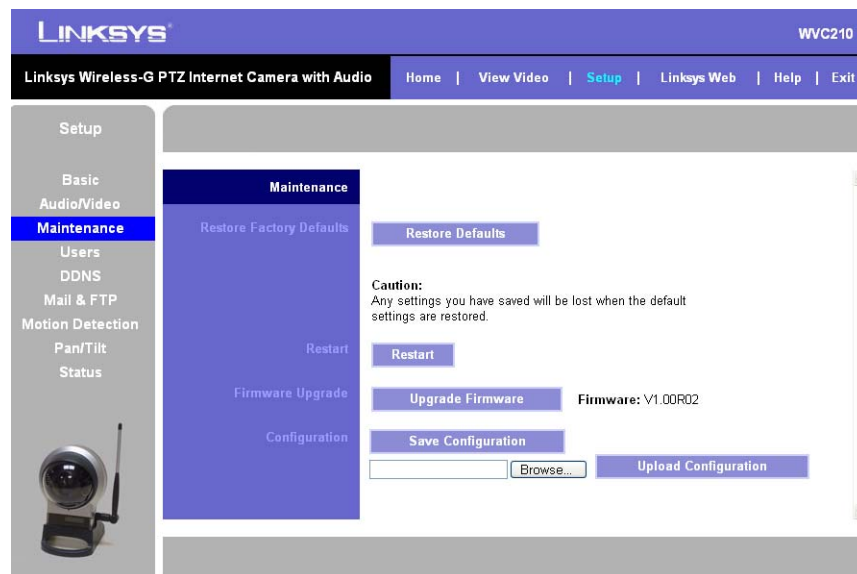 LINKSYS®
WVC210
Linksys Wireless-G PTZ Internet Camera with Audio
Home | View Video | Setup | Linksys Web | Help | Exit
Setup
Basic
Audio/Video
Maintenance
Users
DDNS
Mail & FTP
Motion Detection
Pan/Tilt
Status
Maintenance
Restore Factory Defaults
Restore Defaults
Caution:
Any settings you have saved will be lost when the default
settings are restored.
Restart
Restart
Firmware Upgrade
Upgrade Firmware
Firmware: V1.00R02
Configuration
Save Configuration
Browse...
Upload Configuration